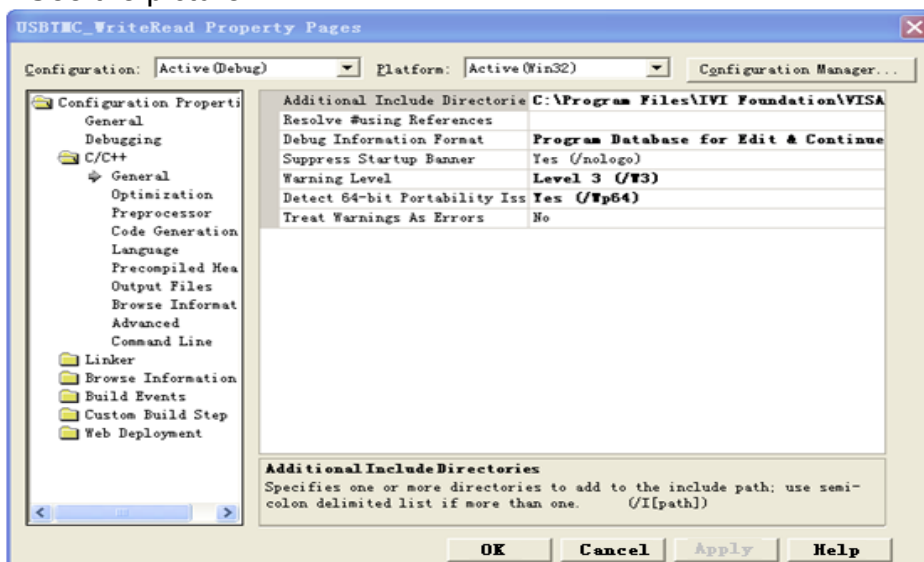 USBTMC_WriteRead Property Pages
Configuration: Active(Debug) Platform: Active(Win32) Configuration Manager...
Configuration Properti
General
Debugging
C/C++
General
Optimization
Preprocessor
Code Generation
Language
Precompiled Hea
Output Files
Browse Informat
Advanced
Command Line
Linker
Browse Information
Build Events
Custom Build Step
Web Deployment
Additional Include Directorie C:\Program Files\IVI Foundation\VISA
Resolve #using References
Debug Information Format Program Database for Edit & Continue
Suppress Startup Banner Yes (/nologo)
Warning Level Level 3 (/W3)
Detect 64-bit Portability Iss Yes (/Wp64)
Treat Warnings As Errors No
Additional Include Directories
Specifies one or more directories to add to the include path; use semi-
colon delimited list if more than one. (/I[path])
OK Cancel Apply Help